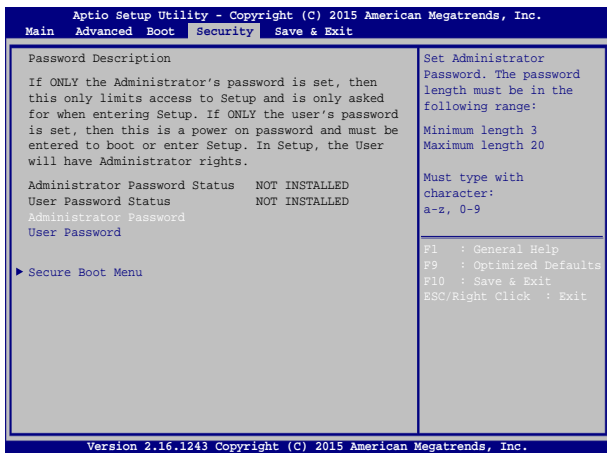 Aptio Setup Utility - Copyright (C) 2015 American Megatrends, Inc.
Main Advanced Boot Security Save & Exit
Password Description
If ONLY the Administrator's password is set, then
this only limits access to Setup and is only asked
for when entering Setup. If ONLY the user's password
is set, then this is a power on password and must be
entered to boot or enter Setup. In Setup, the User
will have Administrator rights.
Administrator Password Status NOT INSTALLED
User Password Status NOT INSTALLED
Administrator Password
User Password
Secure Boot Menu
Set Administrator
Password. The password
length must be in the
following range:
Minimum length 3
Maximum length 20
Must type with
character:
a-z, 0-9
F1 : General Help
F9 : Optimized Defaults
F10 : Save & Exit
ESC/Right Click : Exit
Version 2.16.1243 Copyright (C) 2015 American Megatrends, Inc.